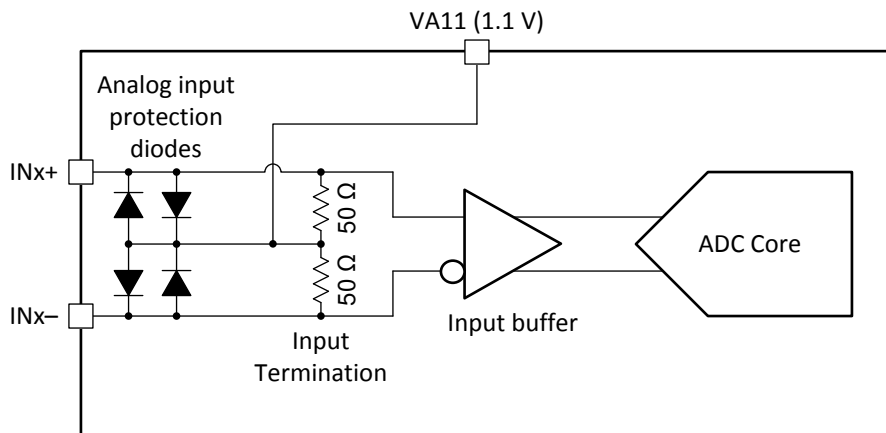 VA11 (1.1 V)
Analog input
protection
diodes
INx+
50 Ω
50 Ω
ADC Core
INx–
Input
Termination
Input buffer